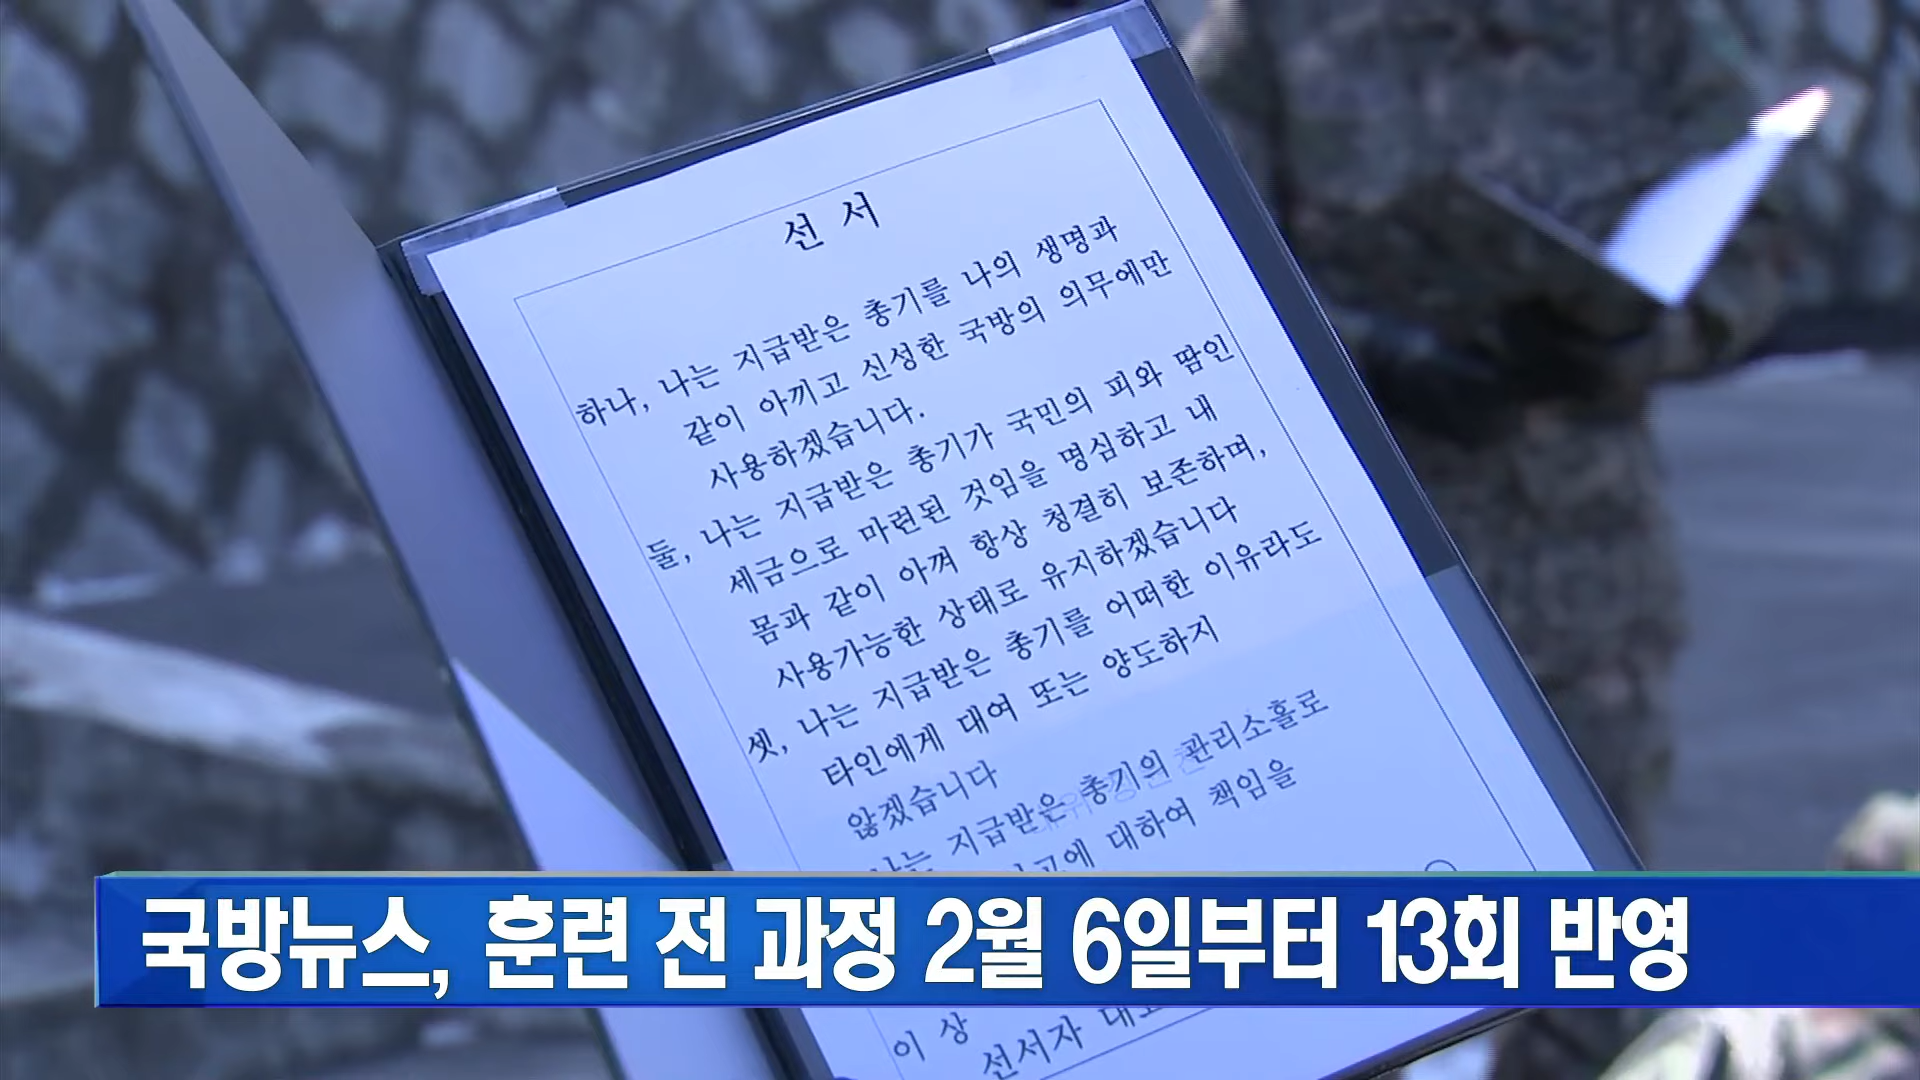 선 서
하나, 나는 지급받은 총기를 나의 생명과
같이 아끼고 신성한 국방의 의무에만
사용하겠습니다.
둘, 나는 지급받은 총기가 국민의 피와 땀인
세금으로 마련된 것임을 명심하고 내
몸과 같이 아껴 항상 청결히 보존하며,
사용가능한 상태로 유지하겠습니다
셋, 나는 지급받은 총기를 어떠한 이유라도
타인에게 대여 또는 양도하지
않겠습니다
나는 지급받은 총기의 관리소홀로
대하여 책임을
국방뉴스, 훈련 전 과정 2월 6일부터 13회 반영
이 상
선서자